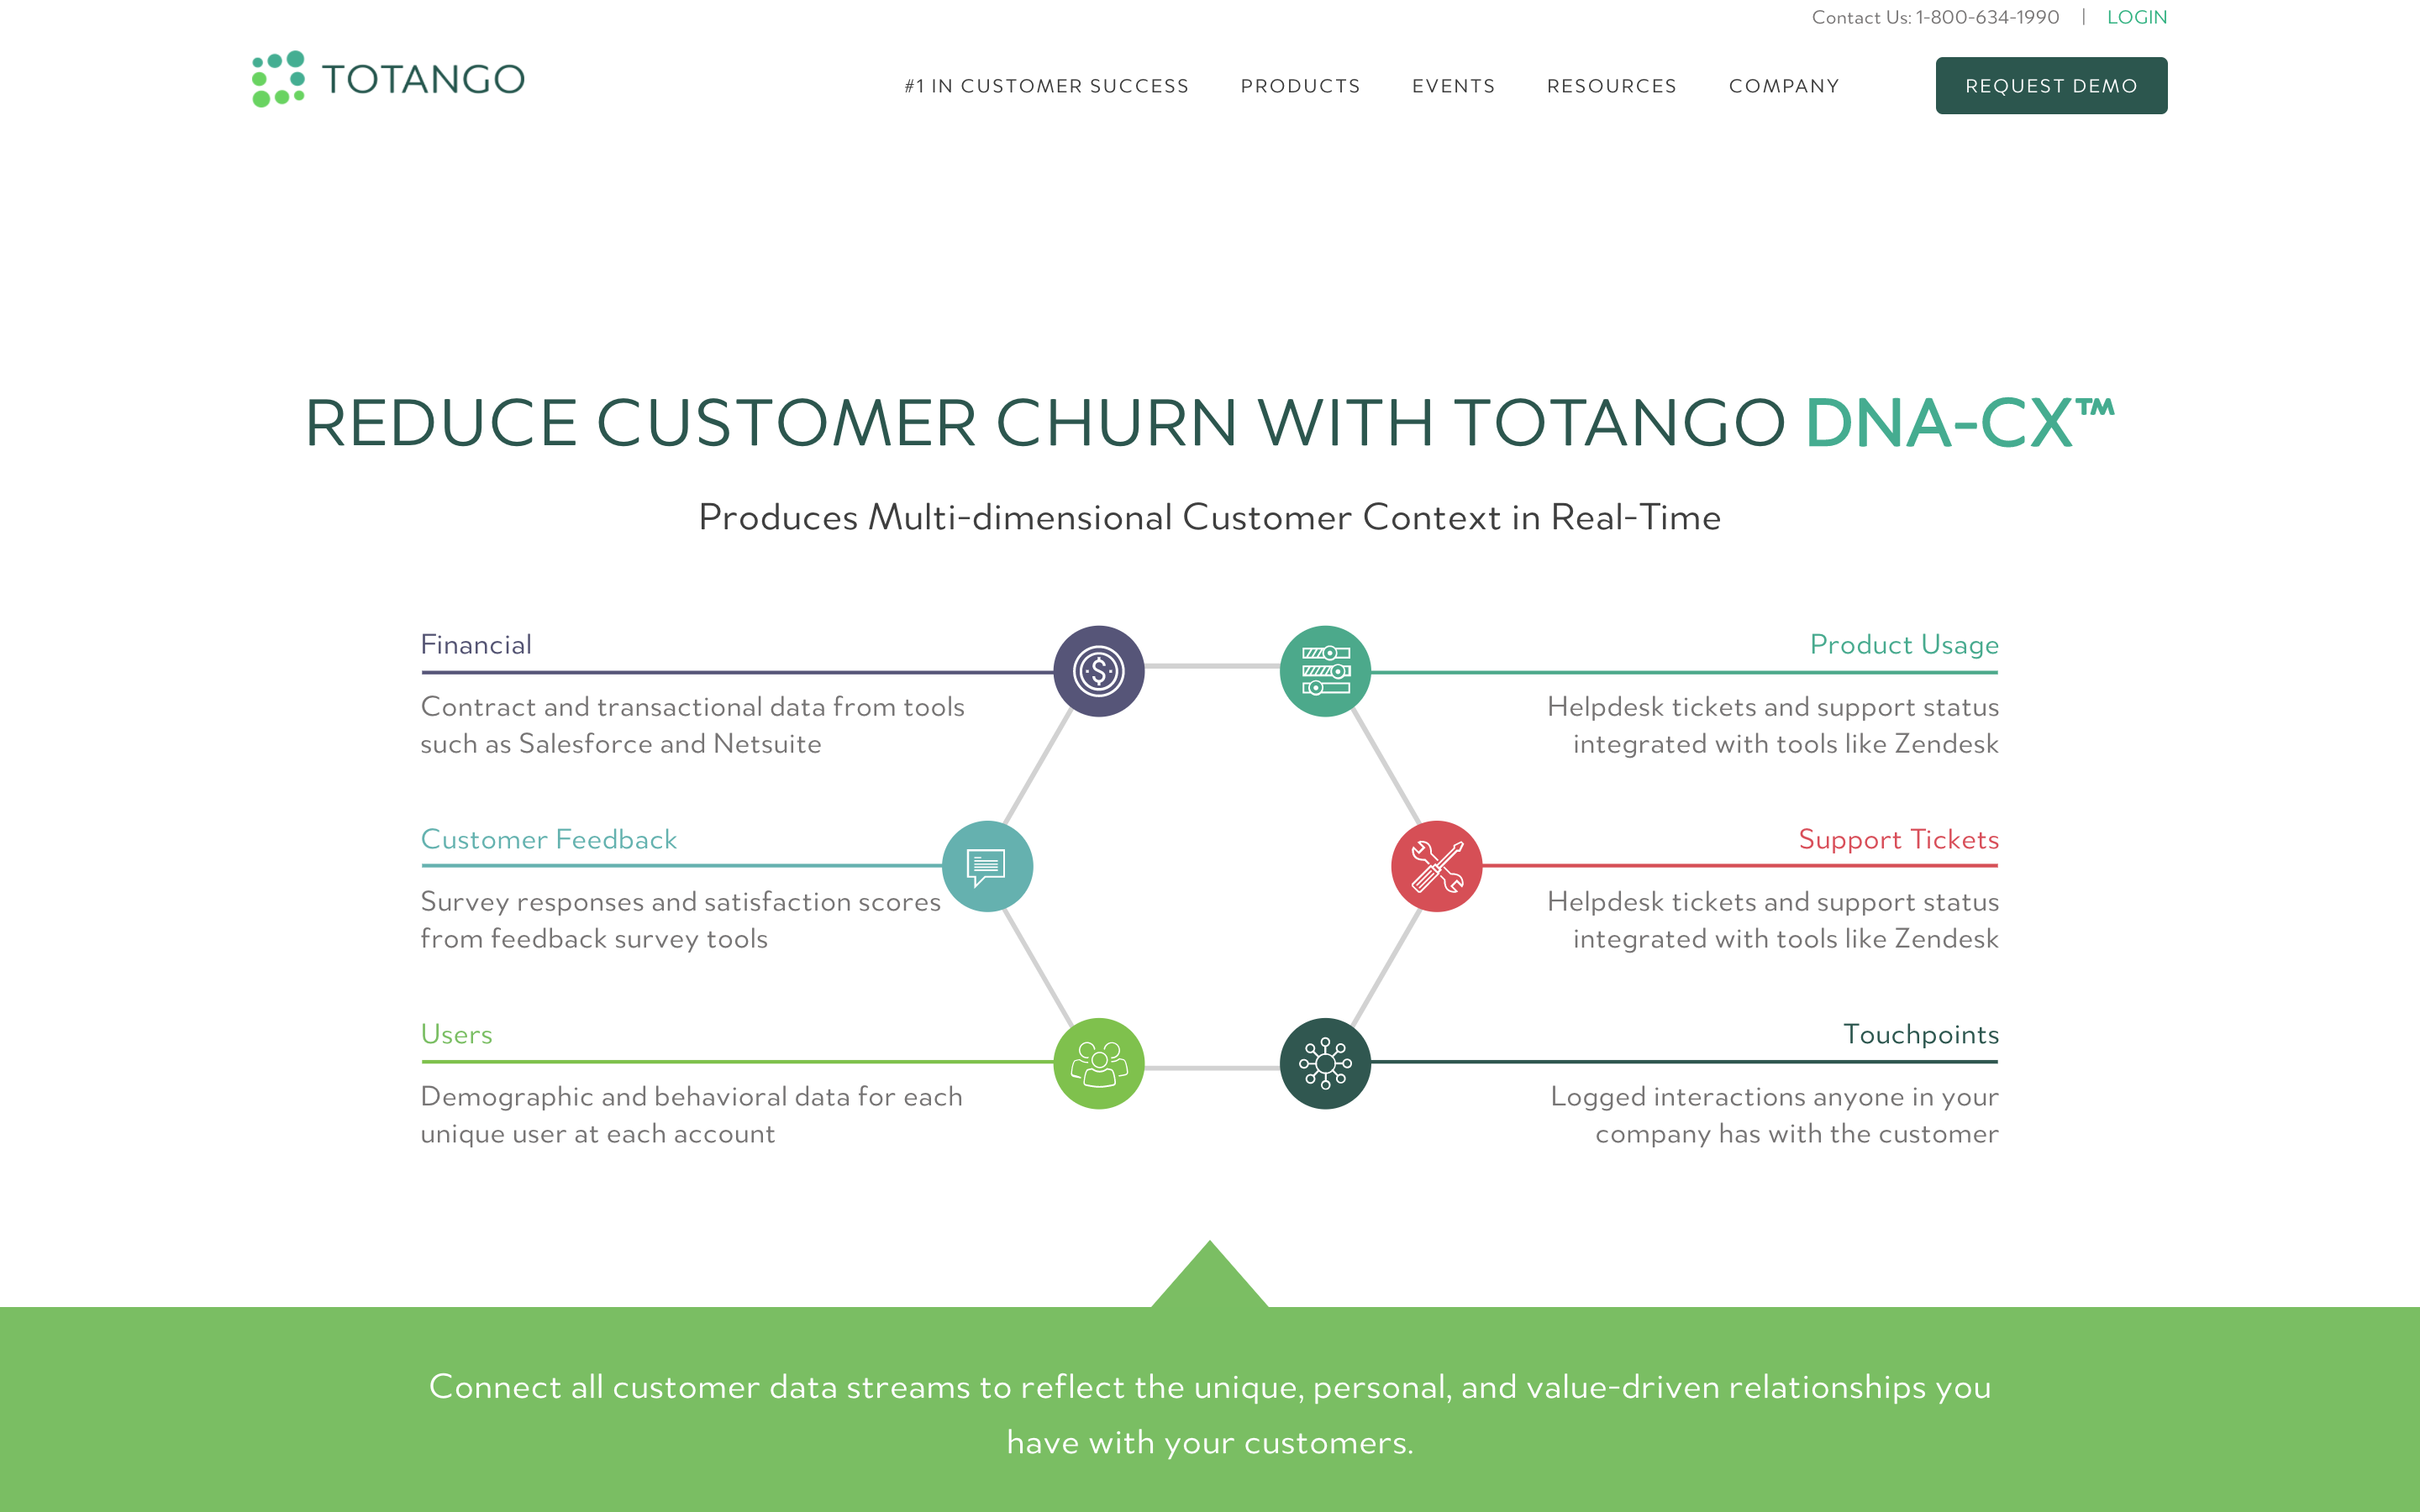 Contact Us: 1-800-634-1990 | LOGIN
TOTANGO
#1 IN CUSTOMER SUCCESS PRODUCTS EVENTS RESOURCES COMPANY REQUEST DEMO
REDUCE CUSTOMER CHURN WITH TOTANGO DNA-CX™
Produces Multi-dimensional Customer Context in Real-Time
Financial
Contract and transactional data from tools
such as Salesforce and Netsuite
Customer Feedback
Survey responses and satisfaction scores
from feedback survey tools
Users
Demographic and behavioral data for each
unique user at each account
$
Product Usage
Helpdesk tickets and support status
integrated with tools like Zendesk
Support Tickets
Helpdesk tickets and support status
integrated with tools like Zendesk
Touchpoints
Logged interactions anyone in your
company has with the customer
Connect all customer data streams to reflect the unique, personal, and value-driven relationships you
have with your customers.